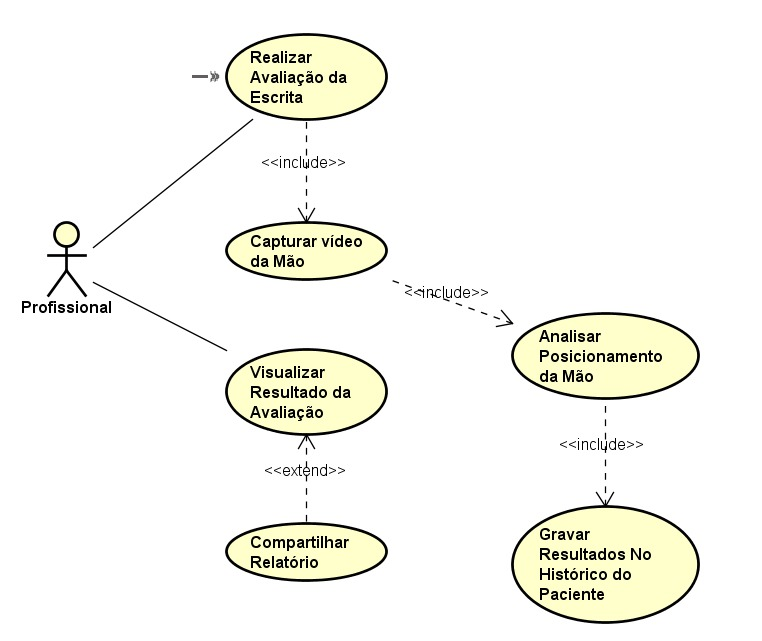 Realizar
Avaliação da
Escrita
<<include>>
Capturar vídeo
da Mão
<<include>>
Profissional
Analisar
Posicionamento
da Mão
Visualizar
Resultado da
Avaliação
<<include>>
<<extend>>
Compartilhar
Relatório
Gravar
Resultados No
Histórico do
Paciente